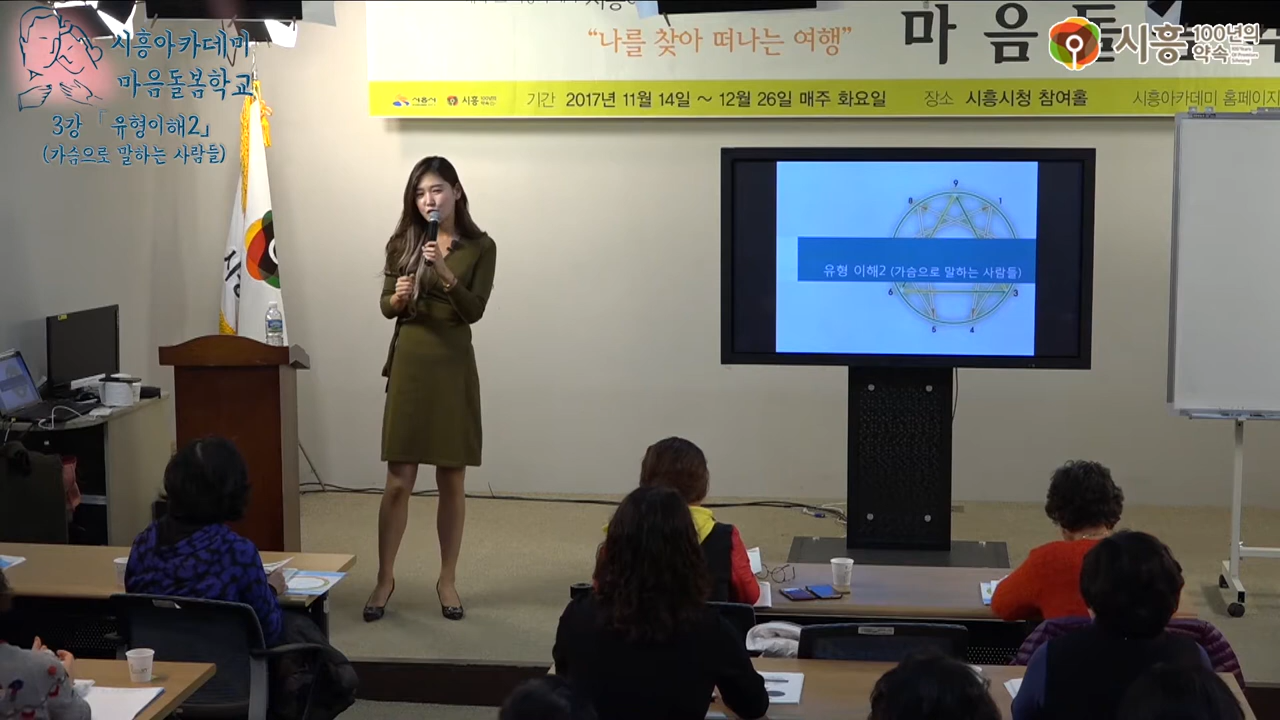 시흥아카데미
마음돌봄학교
3강 「유형이해2」
(가슴으로 말하는 사람들)
“나를 찾아 떠나는 여행”
마음돌
시흥 100년의 약속
시흥시 시흥
기간 2017년 11월 14일 ~ 12월 26일 매주 화요일 장소 시흥시청 참여홀 시흥아카데미 홈페이지
9
8 1
유형 이해2 (가슴으로 말하는 사람들)
6 3
5 4